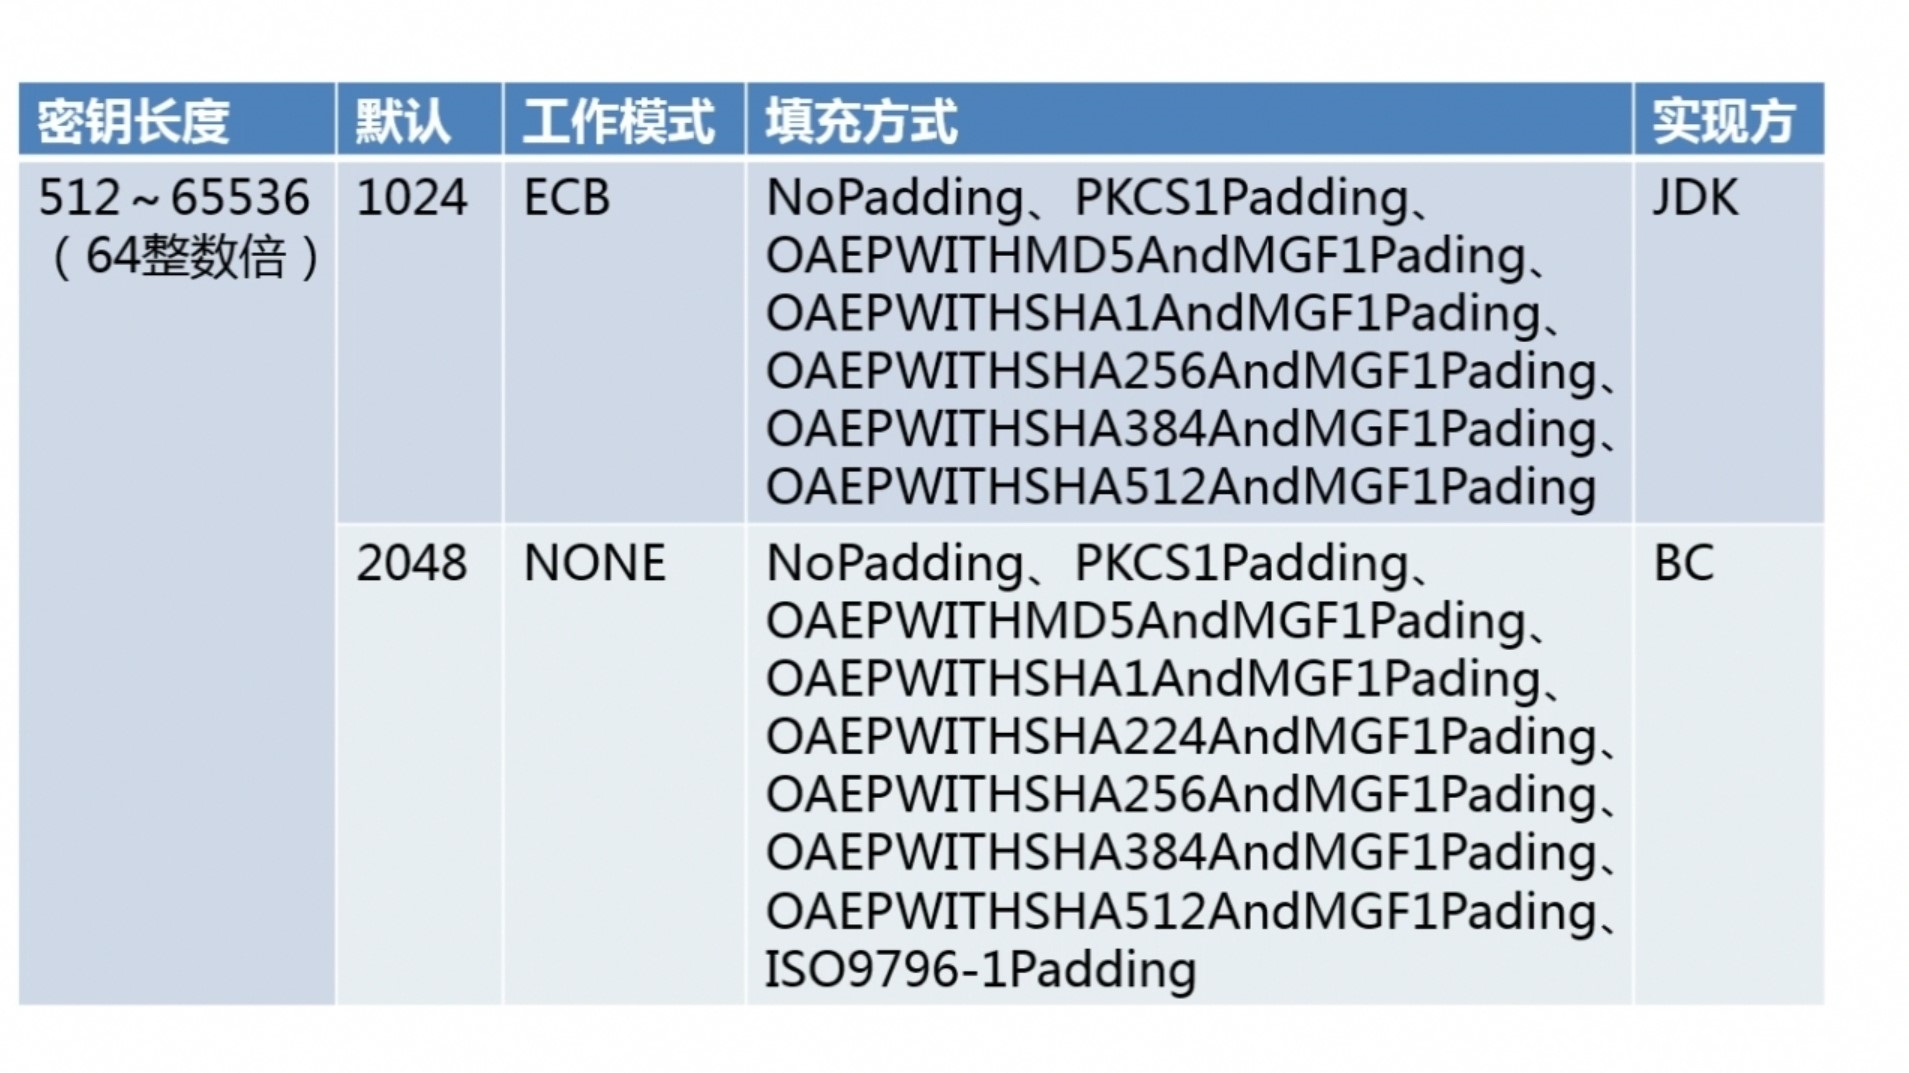 密钥长度 默认 工作模式 填充方式 实现方
512～65536 1024 ECB NoPadding、PKCS1Padding、 JDK
（64整数倍） OAEPWITHMD5AndMGF1Pading、
OAEPWITHSHA1AndMGF1Pading、
OAEPWITHSHA256AndMGF1Pading、
OAEPWITHSHA384AndMGF1Pading、
OAEPWITHSHA512AndMGF1Pading
2048 NONE NoPadding、PKCS1Padding、 BC
OAEPWITHMD5AndMGF1Pading、
OAEPWITHSHA1AndMGF1Pading、
OAEPWITHSHA224AndMGF1Pading、
OAEPWITHSHA256AndMGF1Pading、
OAEPWITHSHA384AndMGF1Pading、
OAEPWITHSHA512AndMGF1Pading、
ISO9796-1Padding